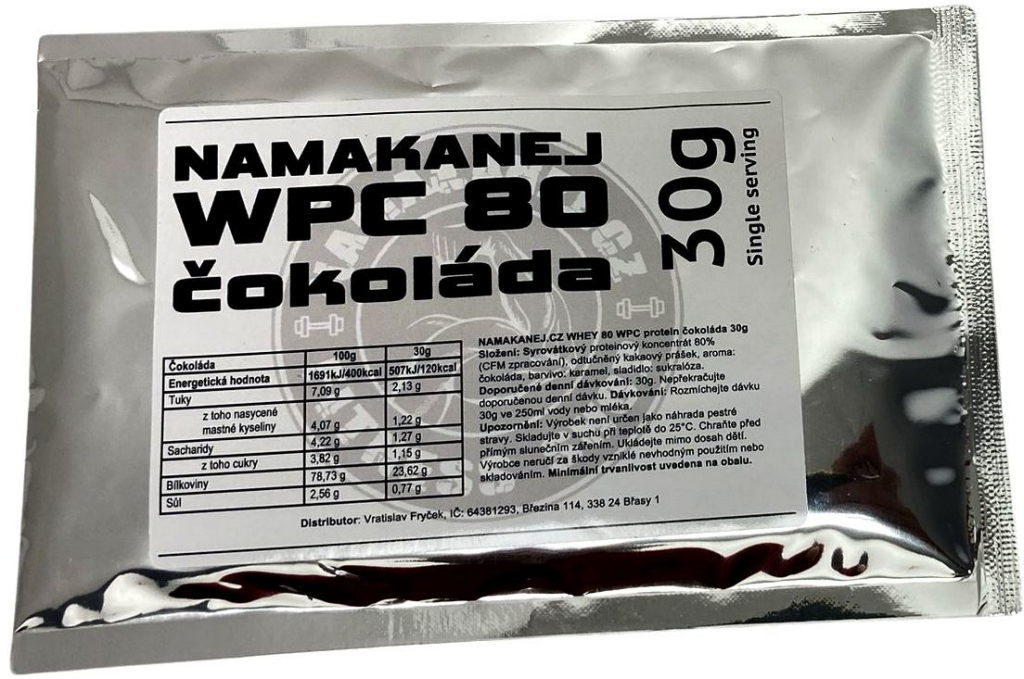 NAMAKANEJ
WPC 80
čokoláda
30g
Single serving
Čokoláda 100g 30g
Energetická hodnota 1691kJ/400kcal 507kJ/120kcal
Tuky 7,09 g 2,13 g
z toho nasycené
mastné kyseliny 4,07 g 1,22 g
Sacharidy 4,22 g 1,27 g
z toho cukry 3,82 g 1,15 g
Bílkoviny 78,73 g 23,62 g
Sůl 2,56 g 0,77 g
NAMAKANEJ.CZ WHEY 80 WPC protein čokoláda 30g
Složení: Syrovátkový proteinový koncentrát 80%
(CFM zpracování), odtučněný kakaový prášek, aroma:
čokoláda, barvivo: karamel, sladidlo: sukralóza.
Doporučené denní dávkování: 30g. Nepřekračujte
doporučenou denní dávku. Dávkování: Rozmíchejte dávku
30g ve 250ml vody nebo mléka.
Upozornění: Výrobek není určen jako náhrada pestré
stravy. Skladujte v suchu při teplotě do 25°C. Chraňte před
přímým slunečním zářením. Ukládejte mimo dosah dětí.
Výrobce neručí za škody vzniklé nevhodným použitím nebo
skladováním. Minimální trvanlivost uvedena na obalu.
Distributor: Vratislav Fryček, IČ: 64381293, Březina 114, 338 24 Břasy 1